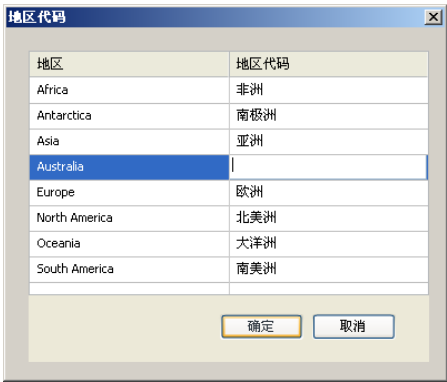 地区代码
地区 地区代码
Africa 非洲
Antarctica 南极洲
Asia 亚洲
Australia
Europe 欧洲
North America 北美洲
Oceania 大洋洲
South America 南美洲
确定 取消